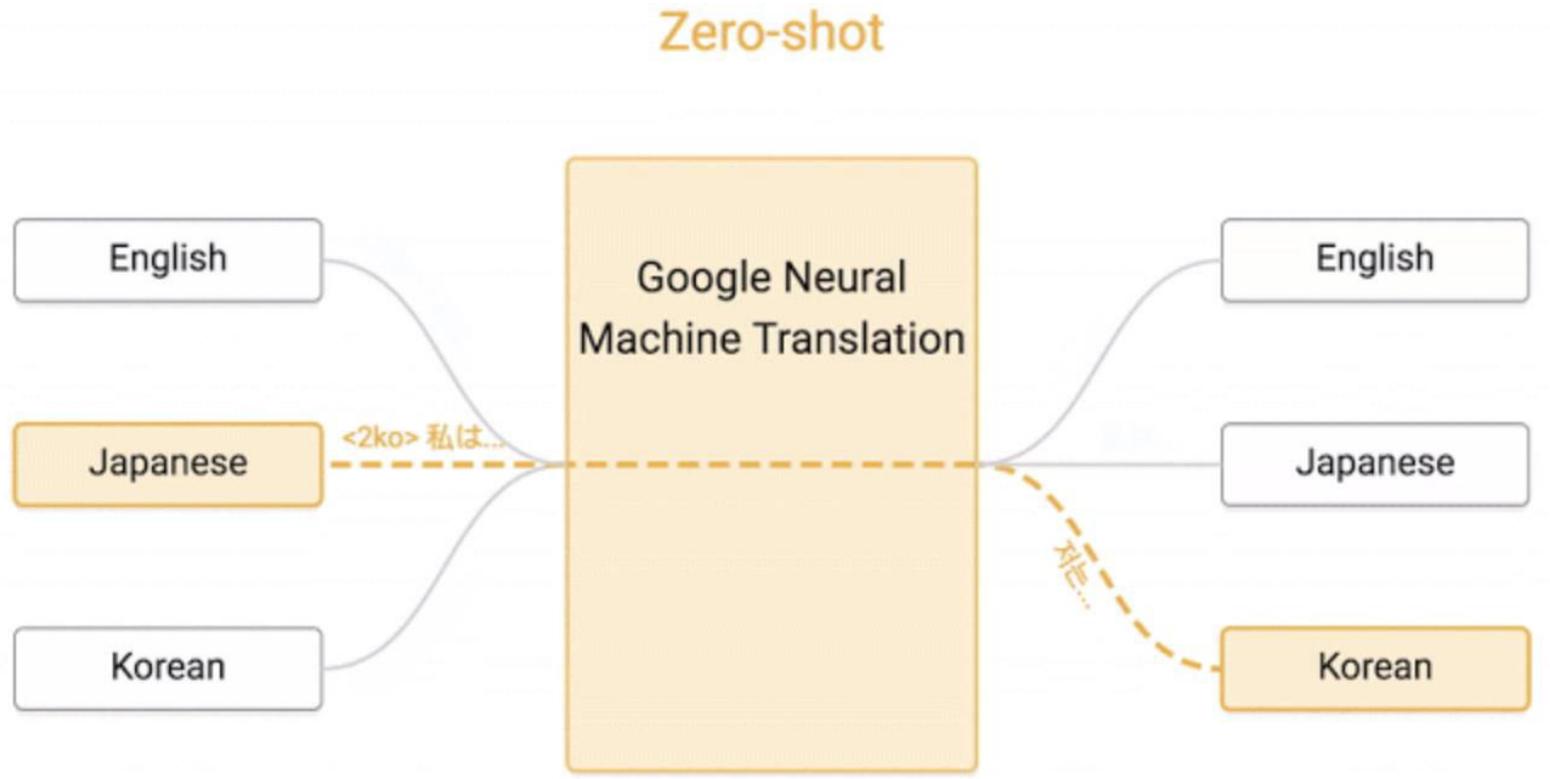 Zero-shot
English
Japanese
Korean
<2ko> 私は...
Google Neural
Machine Translation
저는...
English
Japanese
Korean